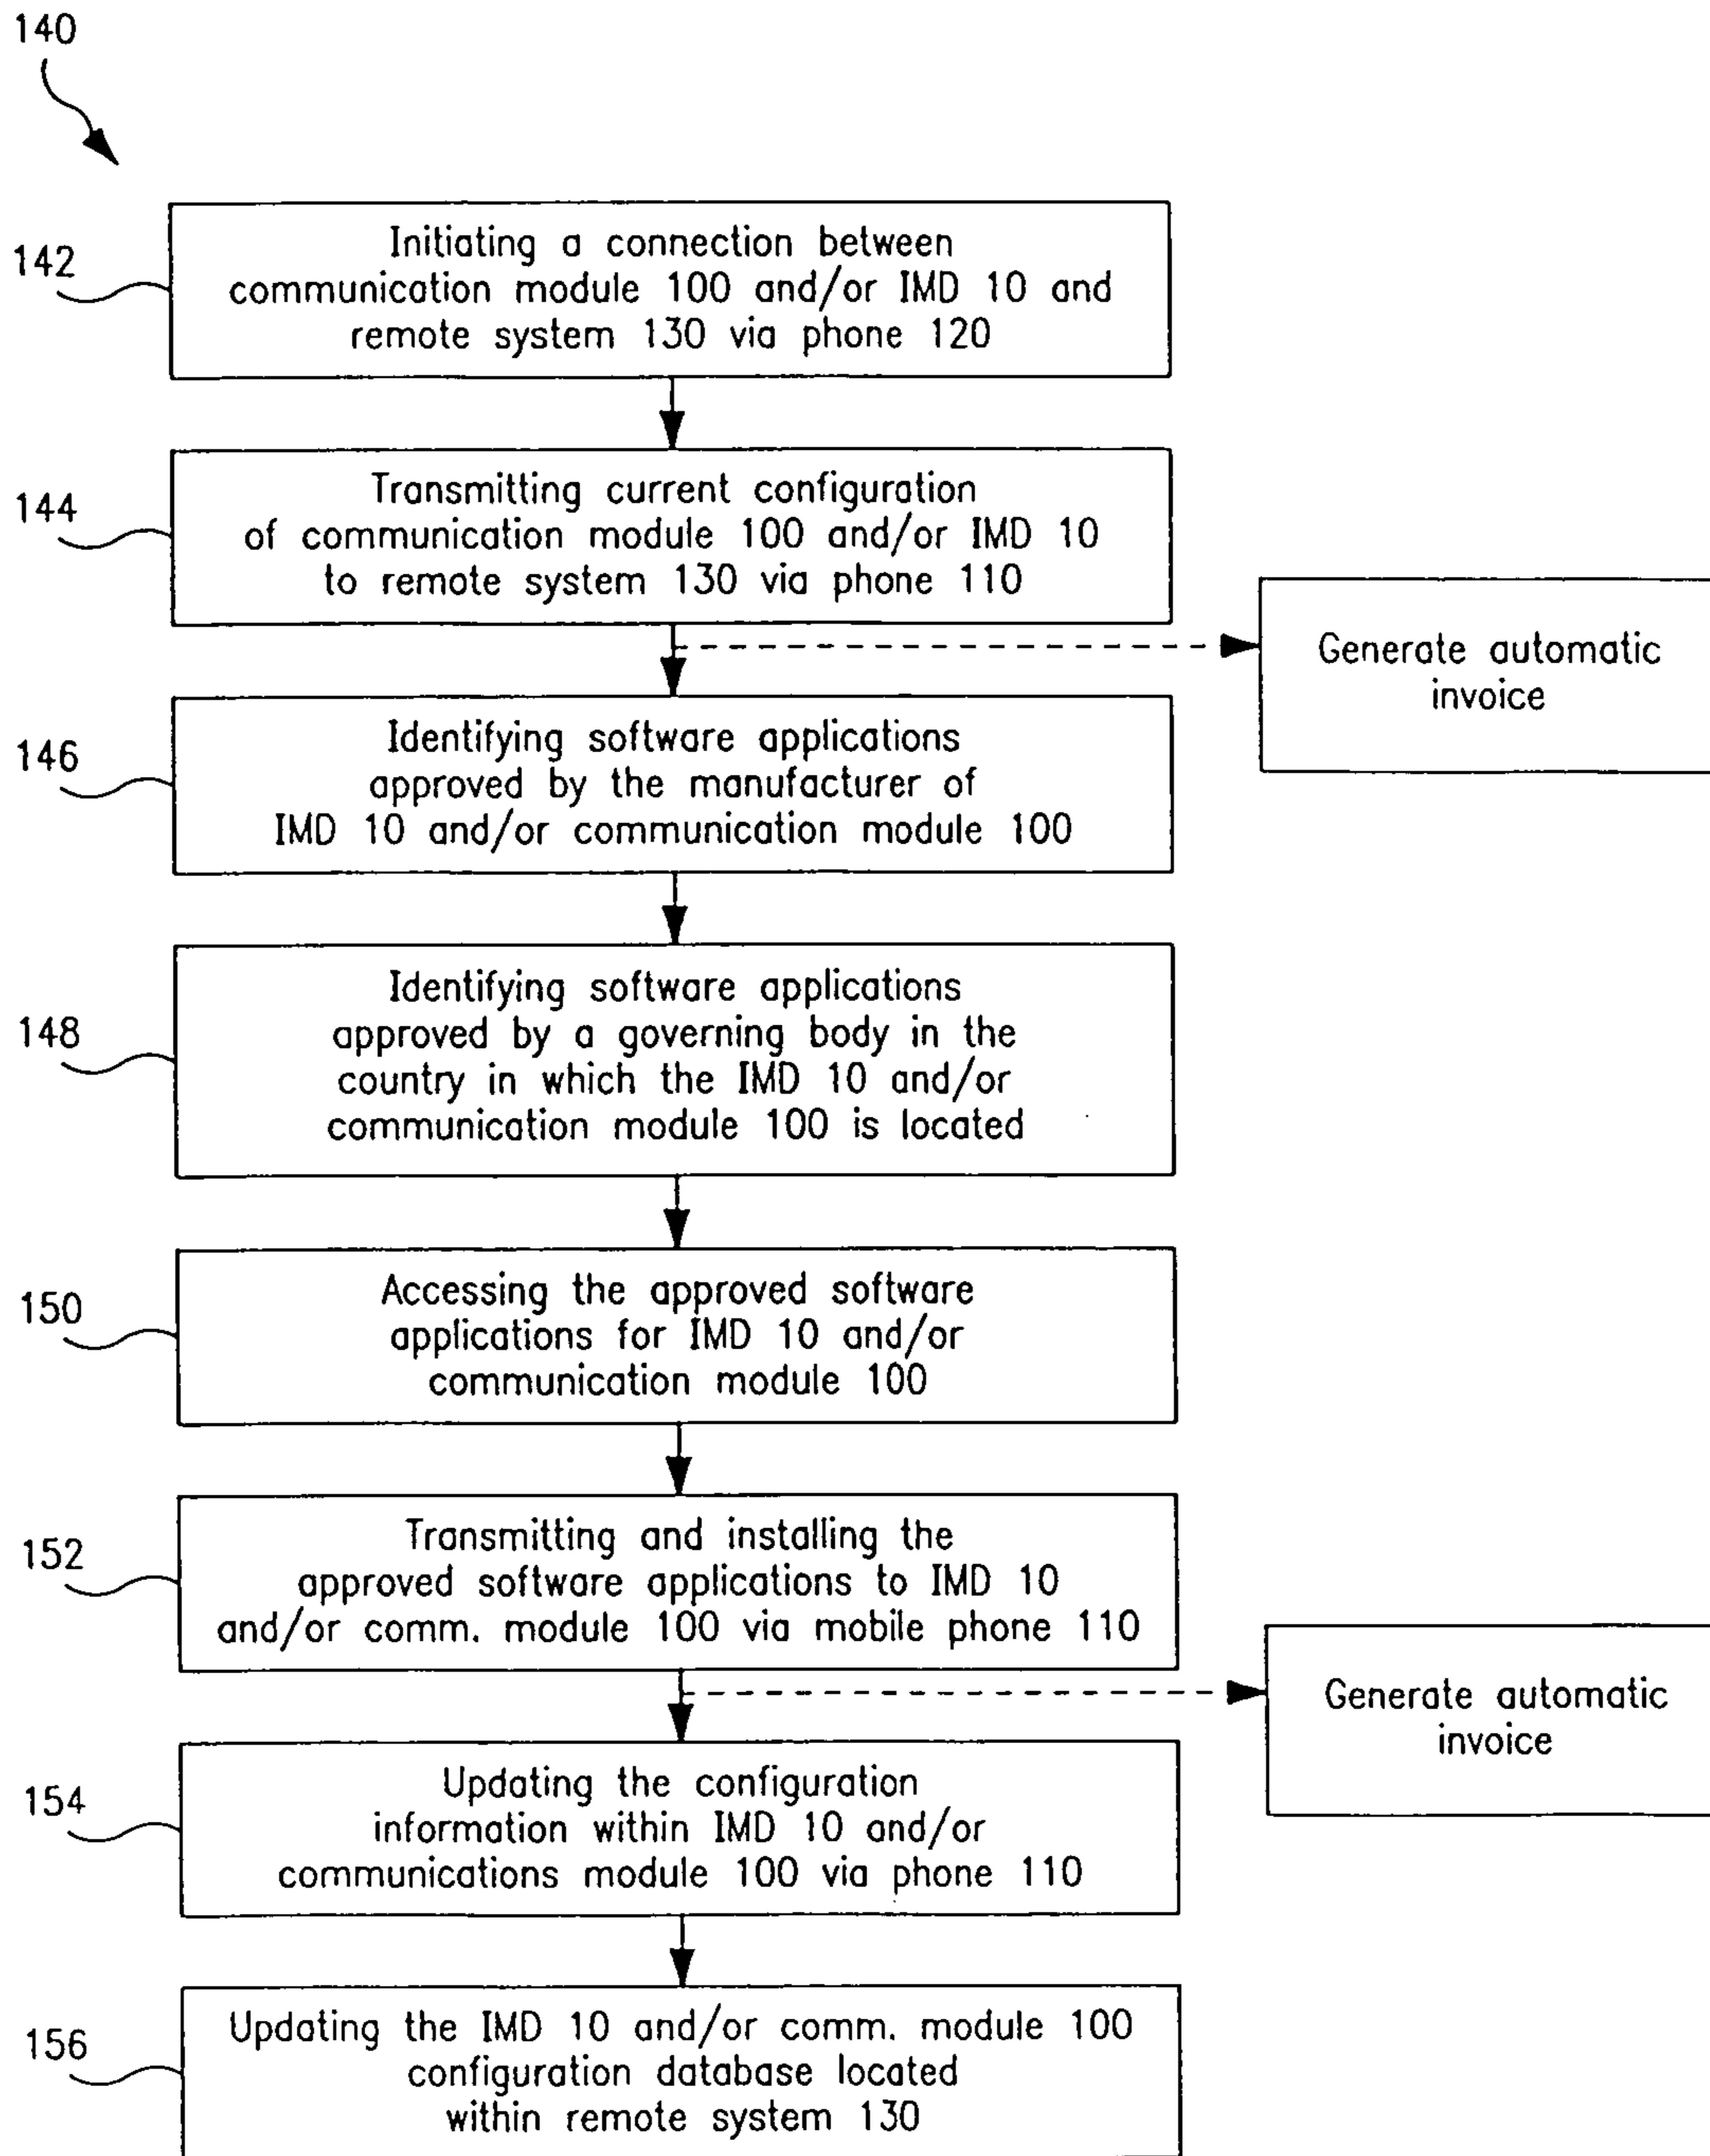 140
142
Initiating a connection between
communication module 100 and/or IMD 10 and
remote system 130 via phone 120
144
Transmitting current configuration
of communication module 100 and/or IMD 10
to remote system 130 via phone 110
Generate automatic
invoice
146
Identifying software applications
approved by the manufacturer of
IMD 10 and/or communication module 100
148
Identifying software applications
approved by a governing body in the
country in which the IMD 10 and/or
communication module 100 is located
150
Accessing the approved software
applications for IMD 10 and/or
communication module 100
152
Transmitting and installing the
approved software applications to IMD 10
and/or comm. module 100 via mobile phone 110
Generate automatic
invoice
154
Updating the configuration
information within IMD 10 and/or
communications module 100 via phone 110
156
Updating the IMD 10 and/or comm. module 100
configuration database located
within remote system 130